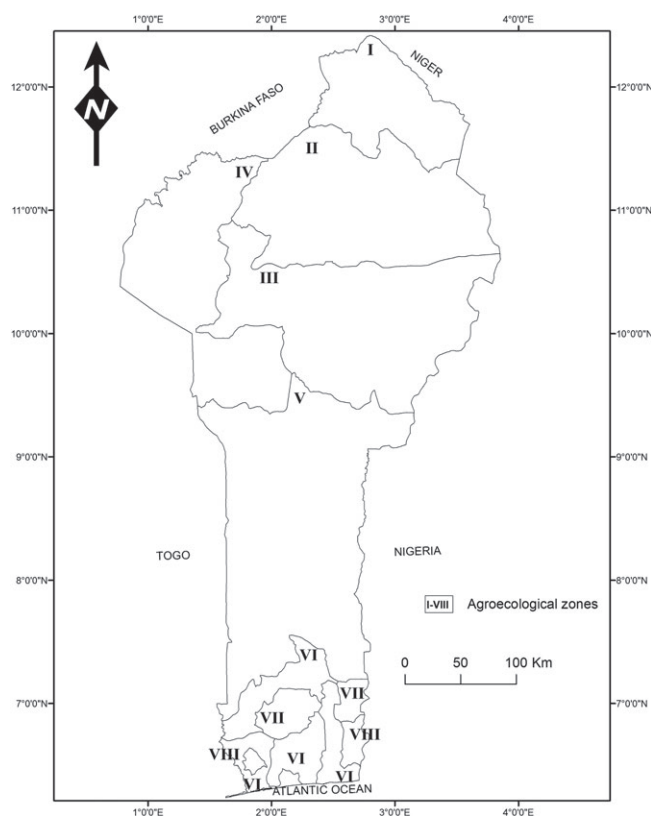 1°0'0"E 2°0'0"E 3°0'0"E 4°0'0"E
I
NIGER
12°0'0"N 12°0'0"N
N
BURKINA FASO
II
IV
11°0'0"N 11°0'0"N
III
10°0'0"N 10°0'0"N
V
9°0'0"N 9°0'0"N
TOGO
NIGERIA
8°0'0"N 8°0'0"N
I-VIII Agroecological zones
VI
0 50 100 Km
VII
7°0'0"N 7°0'0"N
VII
VIII
VIII
VI
VI
VI
ATLANTIC OCEAN
1°0'0"E 2°0'0"E 3°0'0"E 4°0'0"E